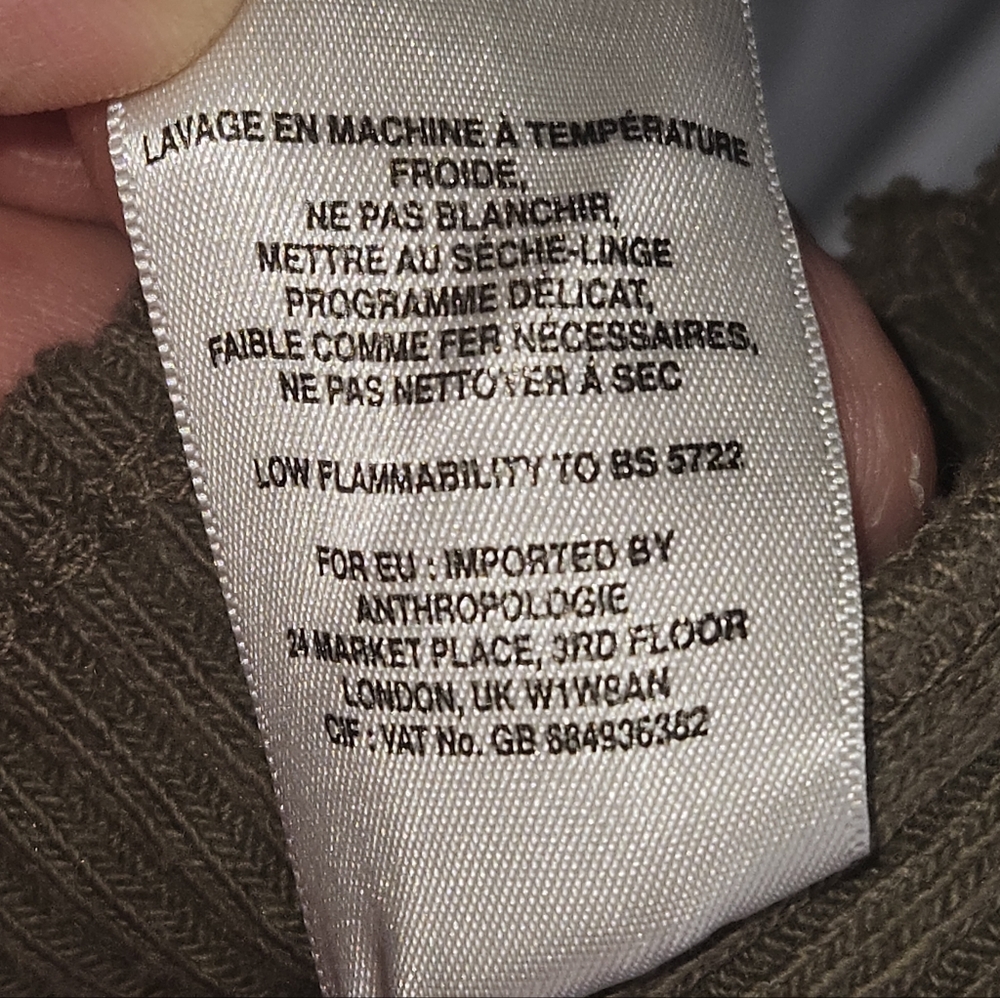 LAVAGE EN MACHINE À TEMPÉRATURE
FROIDE,
NE PAS BLANCHIR,
METTRE AU SÉCHE-LINGE
PROGRAMME DÉLICAT,
FAIBLE COMME FER NÉCESSAIRES,
NE PAS NETTOYER À SEC
LOW FLAMMABILITY TO BS 5722
FOR EU : IMPORTED BY
ANTHROPOLOGIE
24 MARKET PLACE, 3RD FLOOR
LONDON, UK W1W8AN
CIF : VAT No. GB